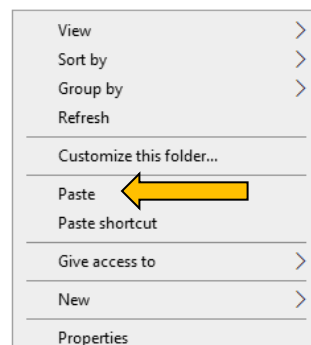 View
Sort by
Group by
Refresh
Customize this folder...
Paste
Paste shortcut
Give access to
New
Properties